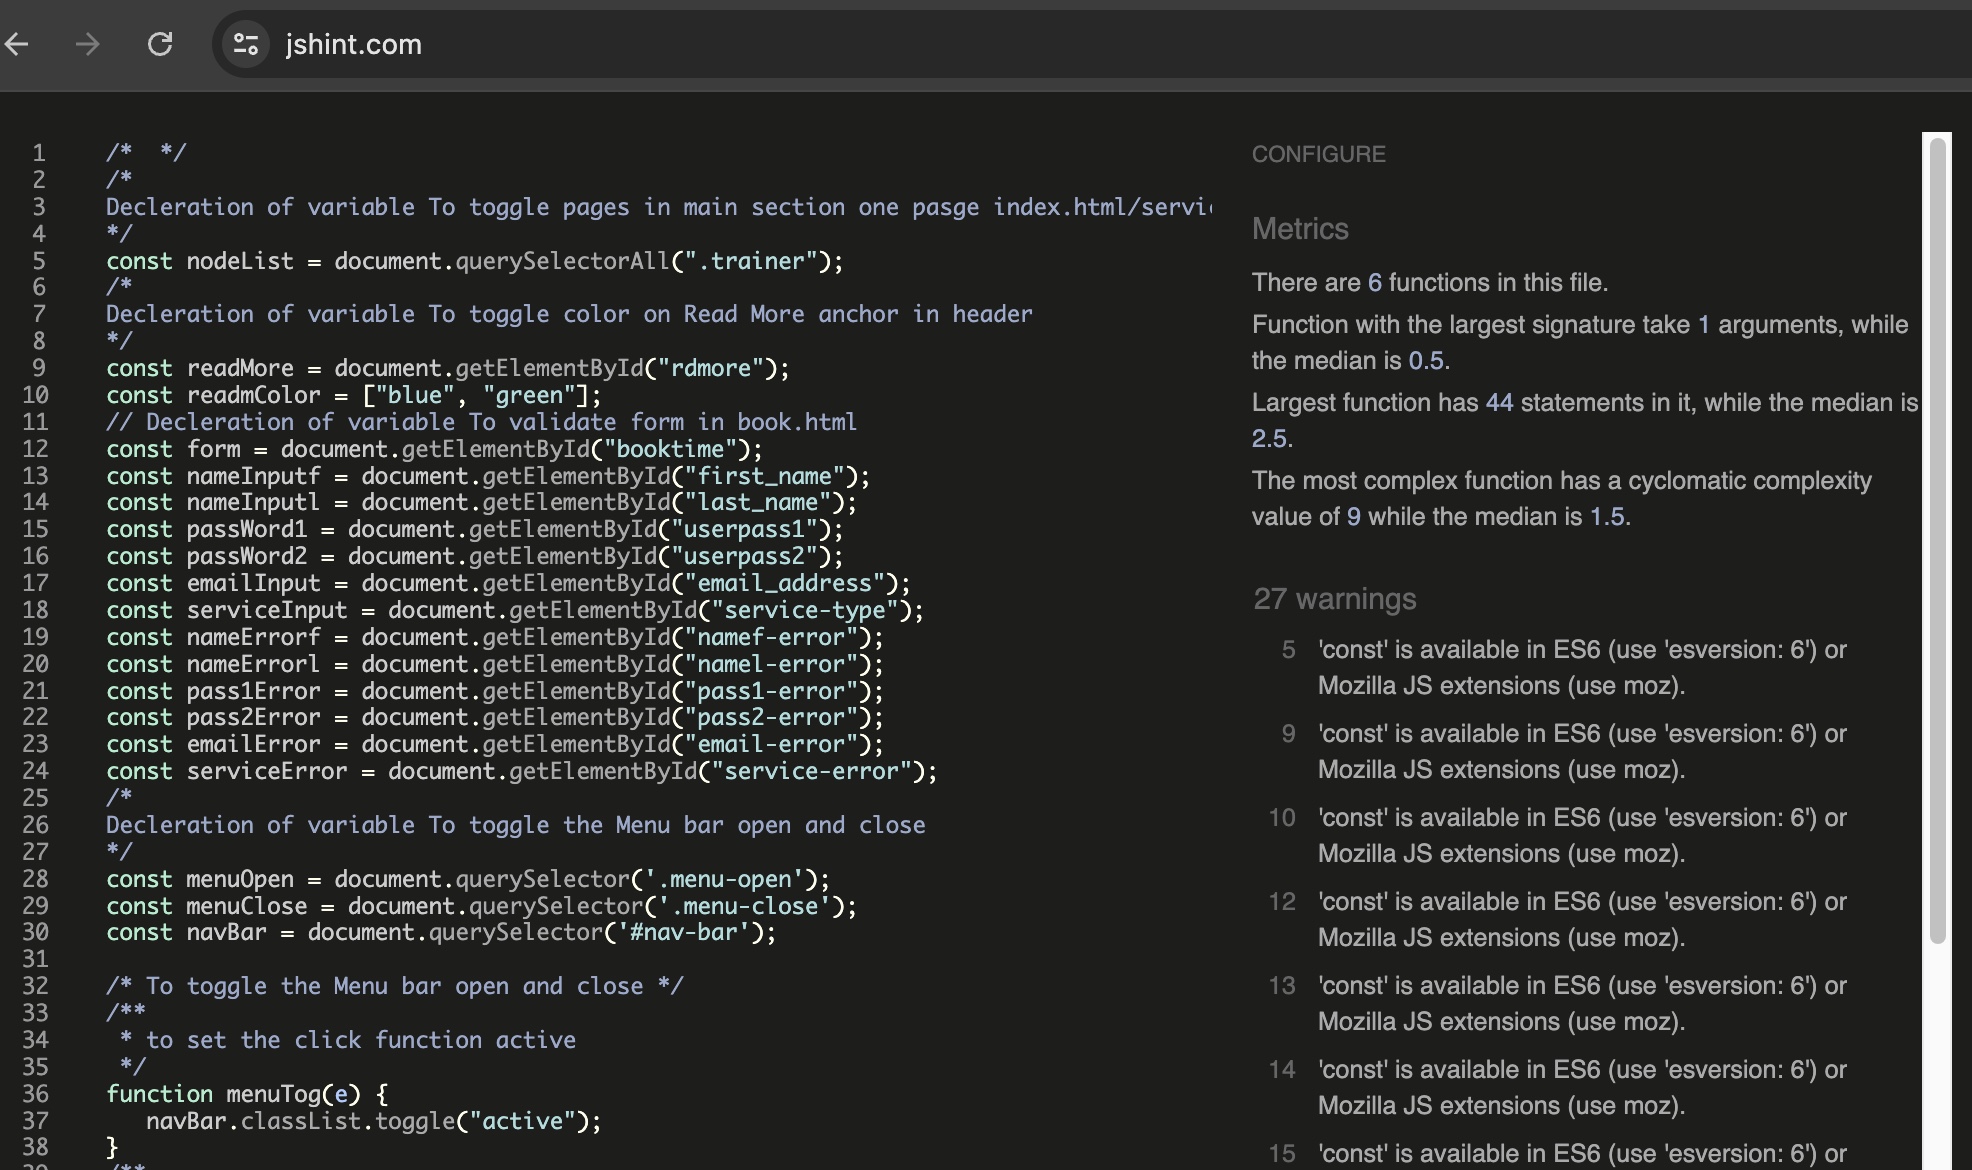 jshint.com
1 /*  */
2 /*
3 Decleration of variable To toggle pages in main section one pasge index.html/servi
4 */
5 const nodeList = document.querySelectorAll(".trainer");
6 /*
7 Decleration of variable To toggle color on Read More anchor in header
8 */
9 const readMore = document.getElementById("rdmore");
10 const readmColor = ["blue", "green"];
11 // Decleration of variable To validate form in book.html
12 const form = document.getElementById("booktime");
13 const nameInputf = document.getElementById("first_name");
14 const nameInputl = document.getElementById("last_name");
15 const passWord1 = document.getElementById("userpass1");
16 const passWord2 = document.getElementById("userpass2");
17 const emailInput = document.getElementById("email_address");
18 const serviceInput = document.getElementById("service-type");
19 const nameErrorf = document.getElementById("namef-error");
20 const nameErrorl = document.getElementById("namel-error");
21 const pass1Error = document.getElementById("pass1-error");
22 const pass2Error = document.getElementById("pass2-error");
23 const emailError = document.getElementById("email-error");
24 const serviceError = document.getElementById("service-error");
25 /*
26 Decleration of variable To toggle the Menu bar open and close
27 */
28 const menuOpen = document.querySelector('.menu-open');
29 const menuClose = document.querySelector('.menu-close');
30 const navBar = document.querySelector('#nav-bar');
31
32 /* To toggle the Menu bar open and close */
33 /**
34  * to set the click function active
35  */
36 function menuTog(e) {
37    navBar.classList.toggle("active");
38 }
39 /**
CONFIGURE
Metrics
There are 6 functions in this file.
Function with the largest signature take 1 arguments, while
the median is 0.5.
Largest function has 44 statements in it, while the median is
2.5.
The most complex function has a cyclomatic complexity
value of 9 while the median is 1.5.
27 warnings
5 'const' is available in ES6 (use 'esversion: 6') or
Mozilla JS extensions (use moz).
9 'const' is available in ES6 (use 'esversion: 6') or
Mozilla JS extensions (use moz).
10 'const' is available in ES6 (use 'esversion: 6') or
Mozilla JS extensions (use moz).
12 'const' is available in ES6 (use 'esversion: 6') or
Mozilla JS extensions (use moz).
13 'const' is available in ES6 (use 'esversion: 6') or
Mozilla JS extensions (use moz).
14 'const' is available in ES6 (use 'esversion: 6') or
Mozilla JS extensions (use moz).
15 'const' is available in ES6 (use 'esversion: 6') or